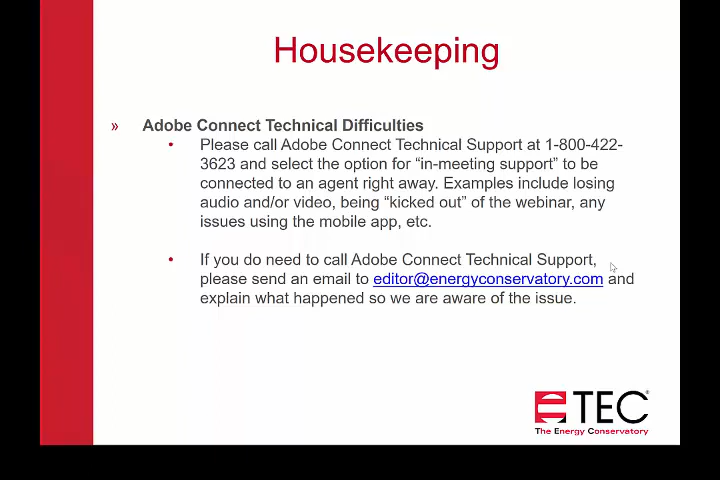 Housekeeping
» Adobe Connect Technical Difficulties
• Please call Adobe Connect Technical Support at 1-800-422-
3623 and select the option for “in-meeting support” to be
connected to an agent right away. Examples include losing
audio and/or video, being “kicked out” of the webinar, any
issues using the mobile app, etc.
• If you do need to call Adobe Connect Technical Support,
please send an email to editor@energyconservatory.com and
explain what happened so we are aware of the issue.
TEC®
The Energy Conservatory